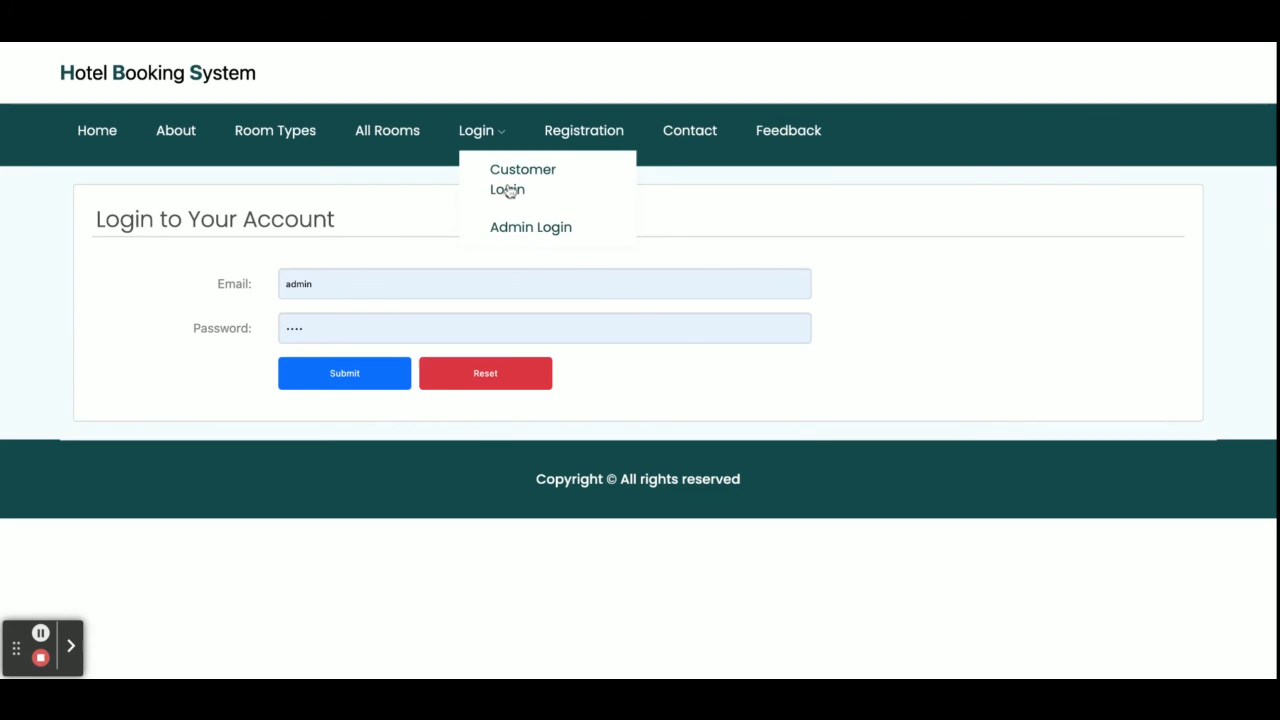 Hotel Booking System
Home About Room Types All Rooms Login Registration Contact Feedback
Customer
Login
Admin Login
Login to Your Account
Email: admin
Password: ••••
Submit Reset
Copyright © All rights reserved